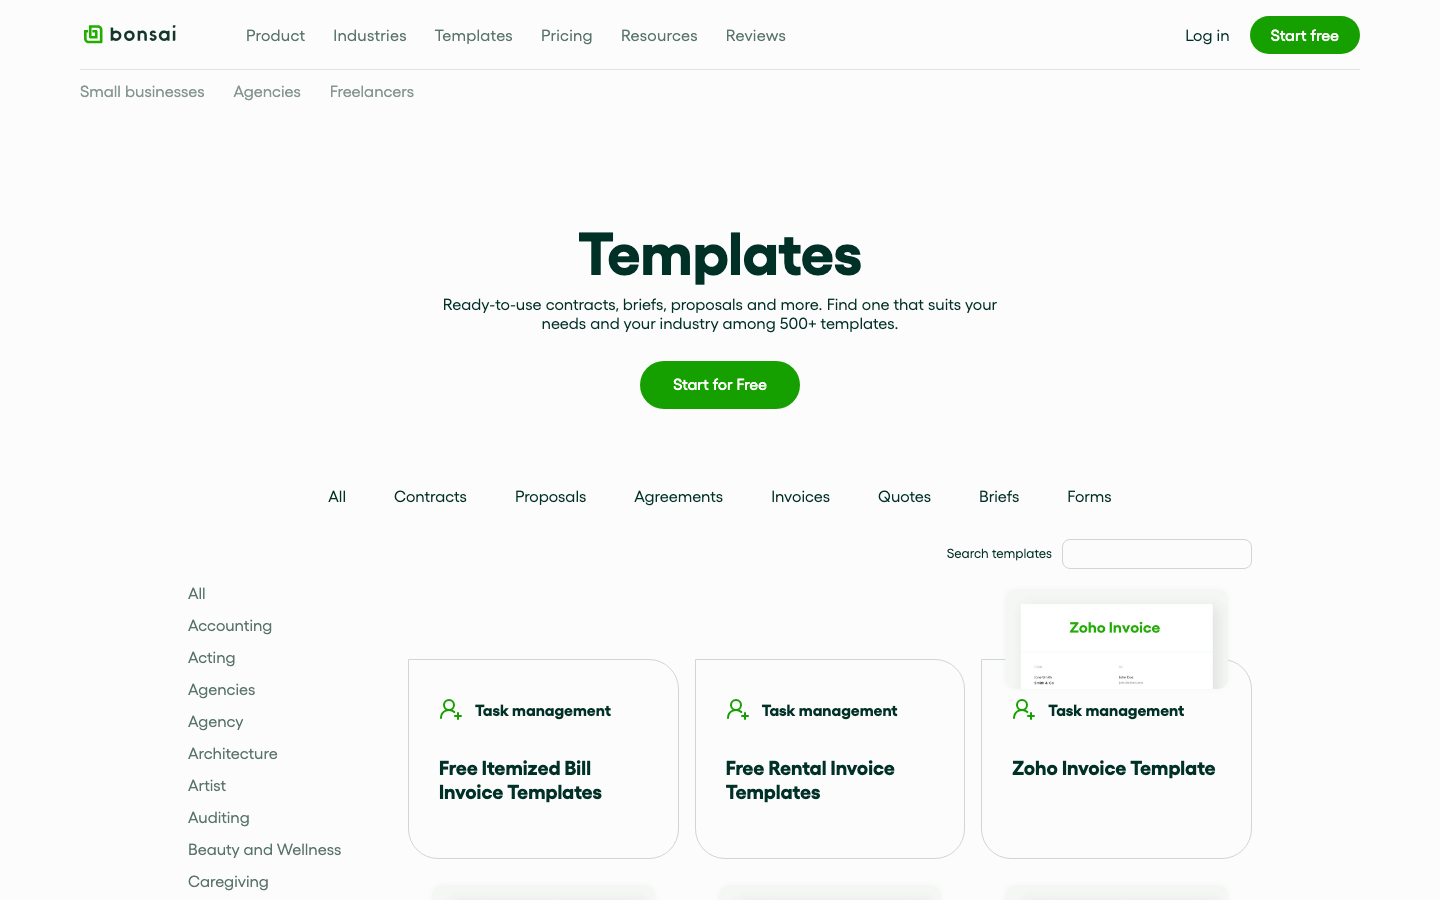 bonsai
Product Industries Templates Pricing Resources Reviews
Log in Start free
Small businesses Agencies Freelancers
Templates
Ready-to-use contracts, briefs, proposals and more. Find one that suits your
needs and your industry among 500+ templates.
Start for Free
All Contracts Proposals Agreements Invoices Quotes Briefs Forms
Search templates
All
Accounting
Acting
Agencies
Agency
Architecture
Artist
Auditing
Beauty and Wellness
Caregiving
Task management
Free Itemized Bill
Invoice Templates
Task management
Free Rental Invoice
Templates
Zoho Invoice
Task management
Zoho Invoice Template